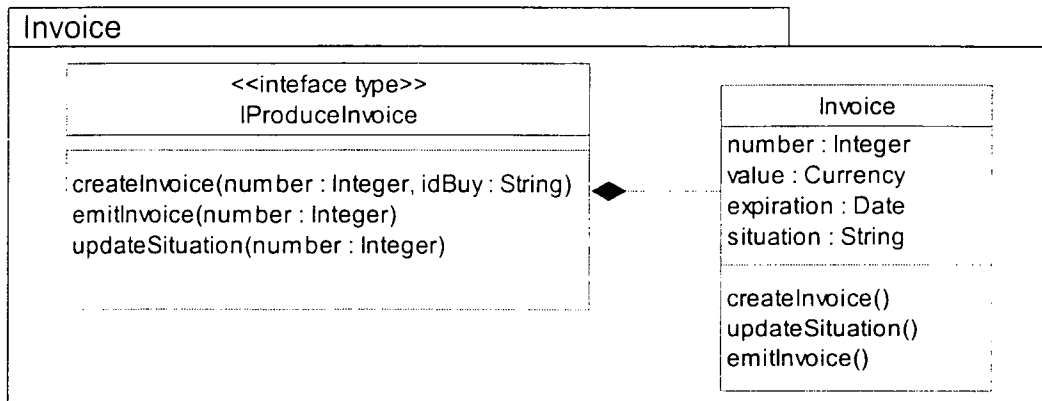 Invoice
<<inteface type>>
IProduceInvoice
createInvoice(number : Integer, idBuy : String)
emitInvoice(number : Integer)
updateSituation(number : Integer)
Invoice
number : Integer
value : Currency
expiration : Date
situation : String
createInvoice()
updateSituation()
emitInvoice()